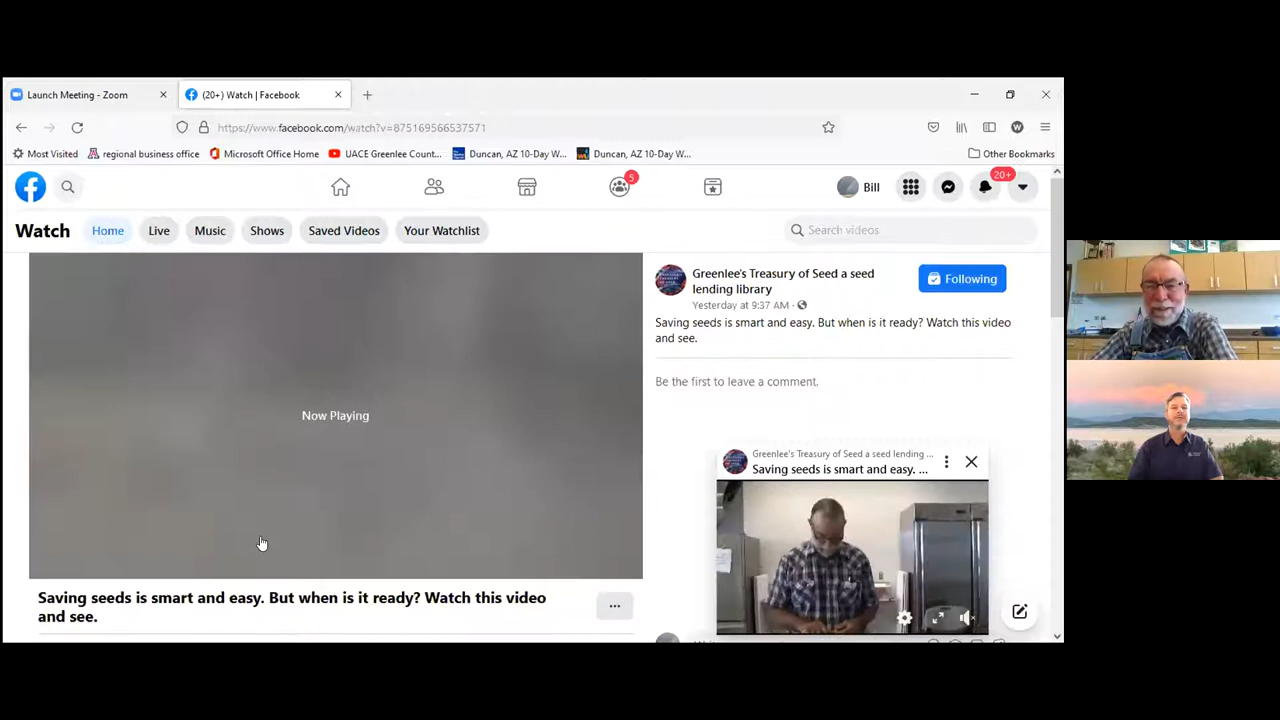 Launch Meeting - Zoom
(20+) Watch | Facebook
https://www.facebook.com/watch?v=875169566537571
W
Most Visited
regional business office
Microsoft Office Home
UACE Greenlee Count...
Duncan, AZ 10-Day W...
Duncan, AZ 10-Day W...
Other Bookmarks
5
Bill
20+
Watch
Home
Live
Music
Shows
Saved Videos
Your Watchlist
Search videos
Now Playing
Saving seeds is smart and easy. But when is it ready? Watch this video
and see.
...
Greenlee's Treasury of Seed a seed
lending library
Following
Yesterday at 9:37 AM ·
Saving seeds is smart and easy. But when is it ready? Watch this video
and see.
Be the first to leave a comment.
Greenlee's Treasury of Seed a seed lending ...
Saving seeds is smart and easy. ...